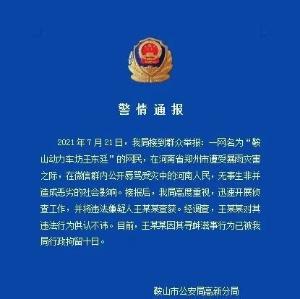 警情通报
2021年7月21日，我局接到群众举报：一网名为“鞍
山动力车坊王东廷”的网民，在河南省郑州市遭受暴雨灾害
之际，在微信群内公开辱骂受灾中的河南人民，无事生非并
造成恶劣的社会影响。接报后，我局高度重视，迅速开展侦
查工作，并将违法嫌疑人王某某查获。经调查，王某某对其
违法行为供认不讳。目前，王某某因其寻衅滋事行为已被我
局行政拘留十日。
鞍山市公安局高新分局